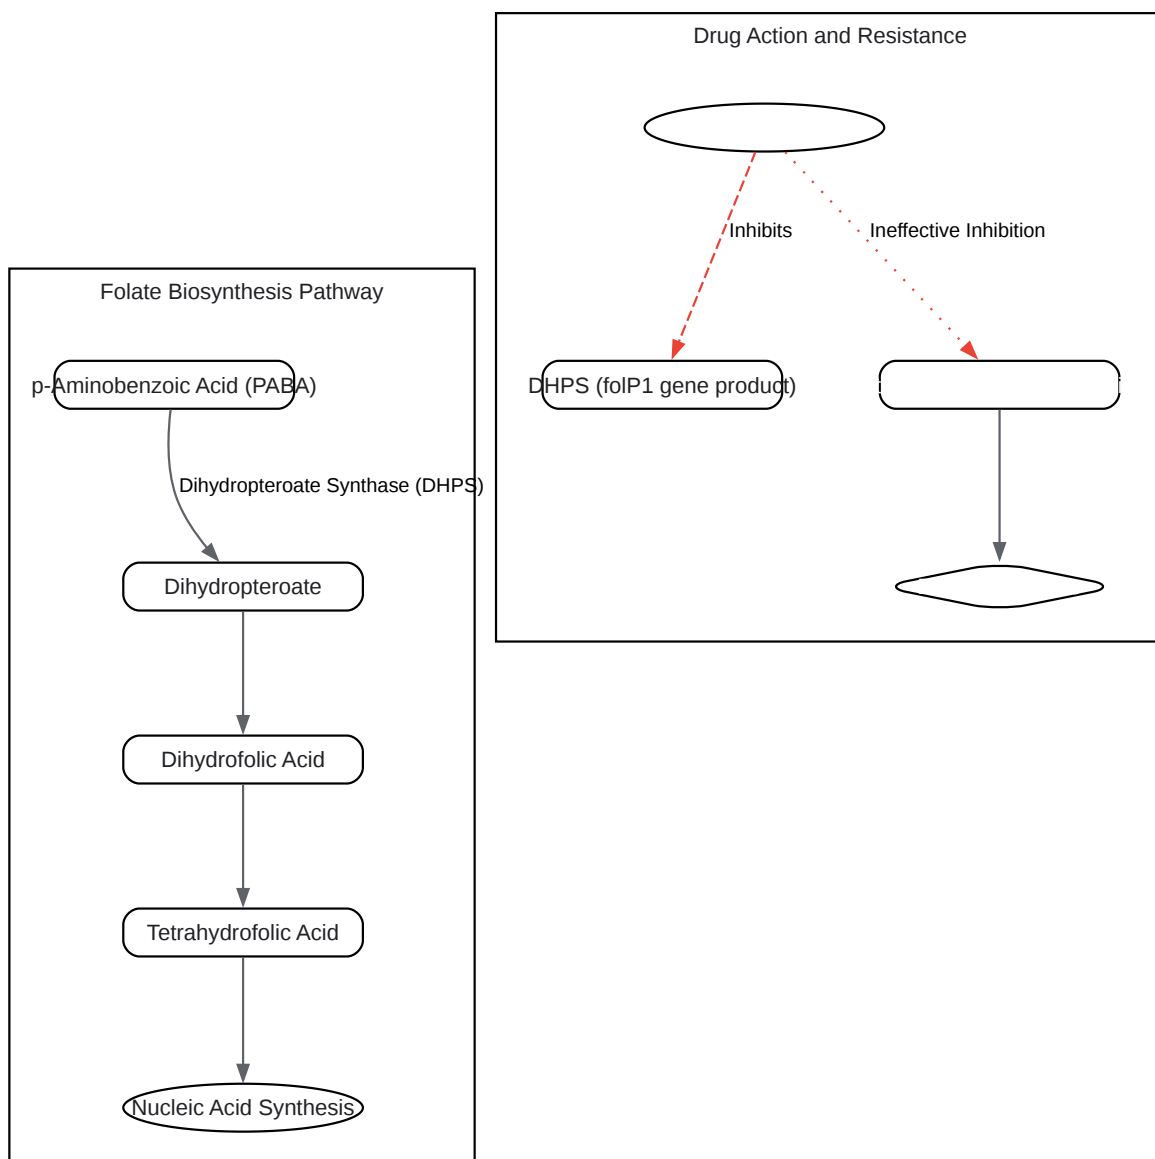 Drug Action and Resistance
Inhibits
Ineffective Inhibition
Folate Biosynthesis Pathway
p-Aminobenzoic Acid (PABA)
DHPS (folP1 gene product)
Dihydropteroate Synthase (DHPS)
Dihydropteroate
Dihydrofolic Acid
Tetrahydrofolic Acid
Nucleic Acid Synthesis